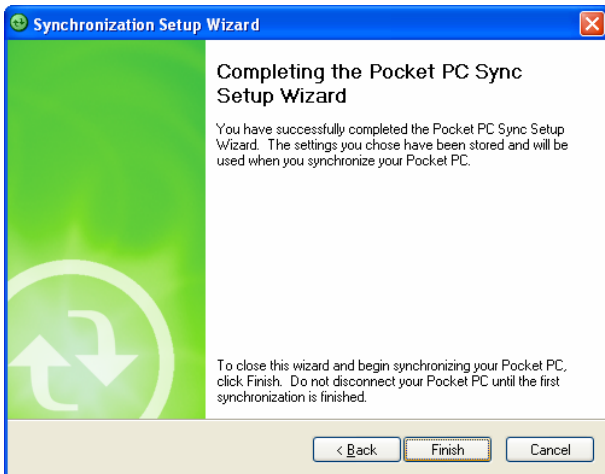 Synchronization Setup Wizard
Completing the Pocket PC Sync
Setup Wizard
You have successfully completed the Pocket PC Sync Setup
Wizard. The settings you chose have been stored and will be
used when you synchronize your Pocket PC.
To close this wizard and begin synchronizing your Pocket PC,
click Finish. Do not disconnect your Pocket PC until the first
synchronization is finished.
< Back Finish Cancel